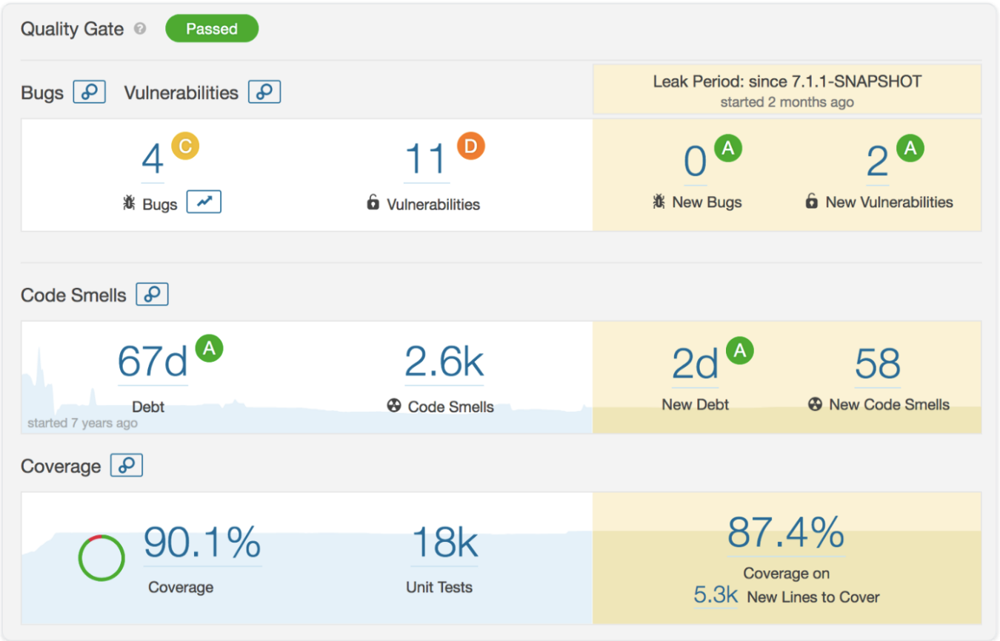 Quality Gate ? Passed
Bugs Vulnerabilities
Leak Period: since 7.1.1-SNAPSHOT
started 2 months ago
4 C
Bugs
11 D
Vulnerabilities
0 A
New Bugs
2 A
New Vulnerabilities
Code Smells
67d A
Debt
2.6k
Code Smells
started 7 years ago
2d A
New Debt
58
New Code Smells
Coverage
90.1%
Coverage
18k
Unit Tests
87.4%
Coverage on
5.3k New Lines to Cover